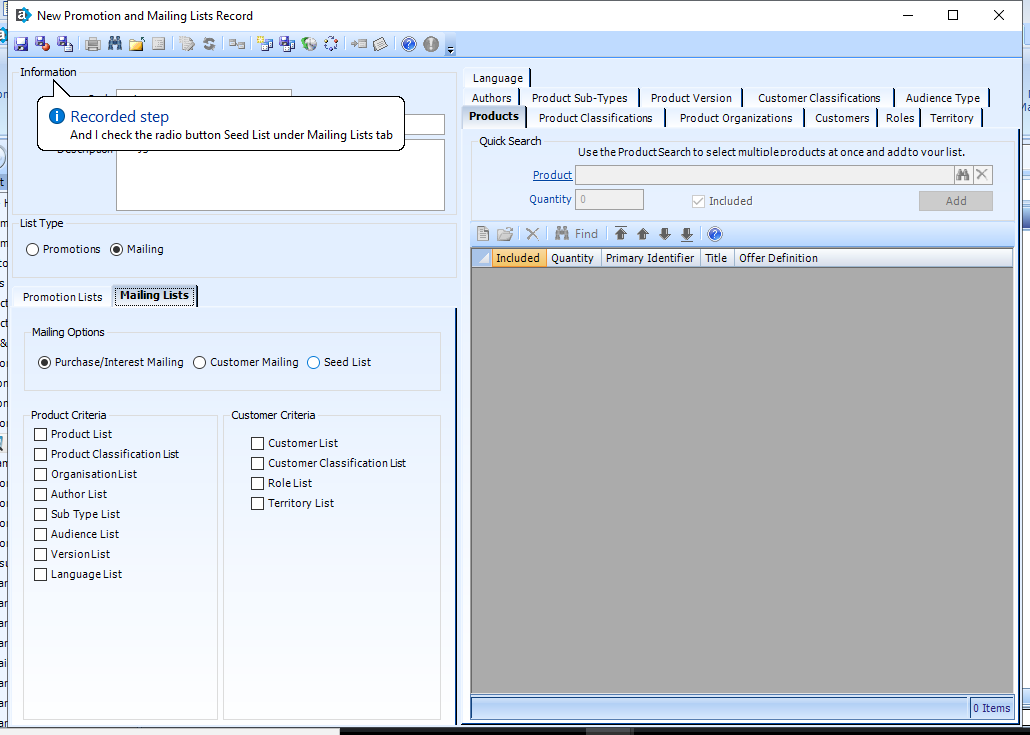 New Promotion and Mailing Lists Record
Information
Recorded step
And I check the radio button Seed List under Mailing Lists tab
Description
List Type
Promotions
Mailing
Promotion Lists
Mailing Lists
Mailing Options
Purchase/Interest Mailing
Customer Mailing
Seed List
Product Criteria
Product List
Product Classification List
Organisation List
Author List
Sub Type List
Audience List
Version List
Language List
Customer Criteria
Customer List
Customer Classification List
Role List
Territory List
Language
Authors
Product Sub-Types
Product Version
Customer Classifications
Audience Type
Products
Product Classifications
Product Organizations
Customers
Roles
Territory
Quick Search
Use the Product Search to select multiple products at once and add to your list.
Product
Quantity
0
Included
Add
Find
Included
Quantity
Primary Identifier
Title
Offer Definition
0 Items